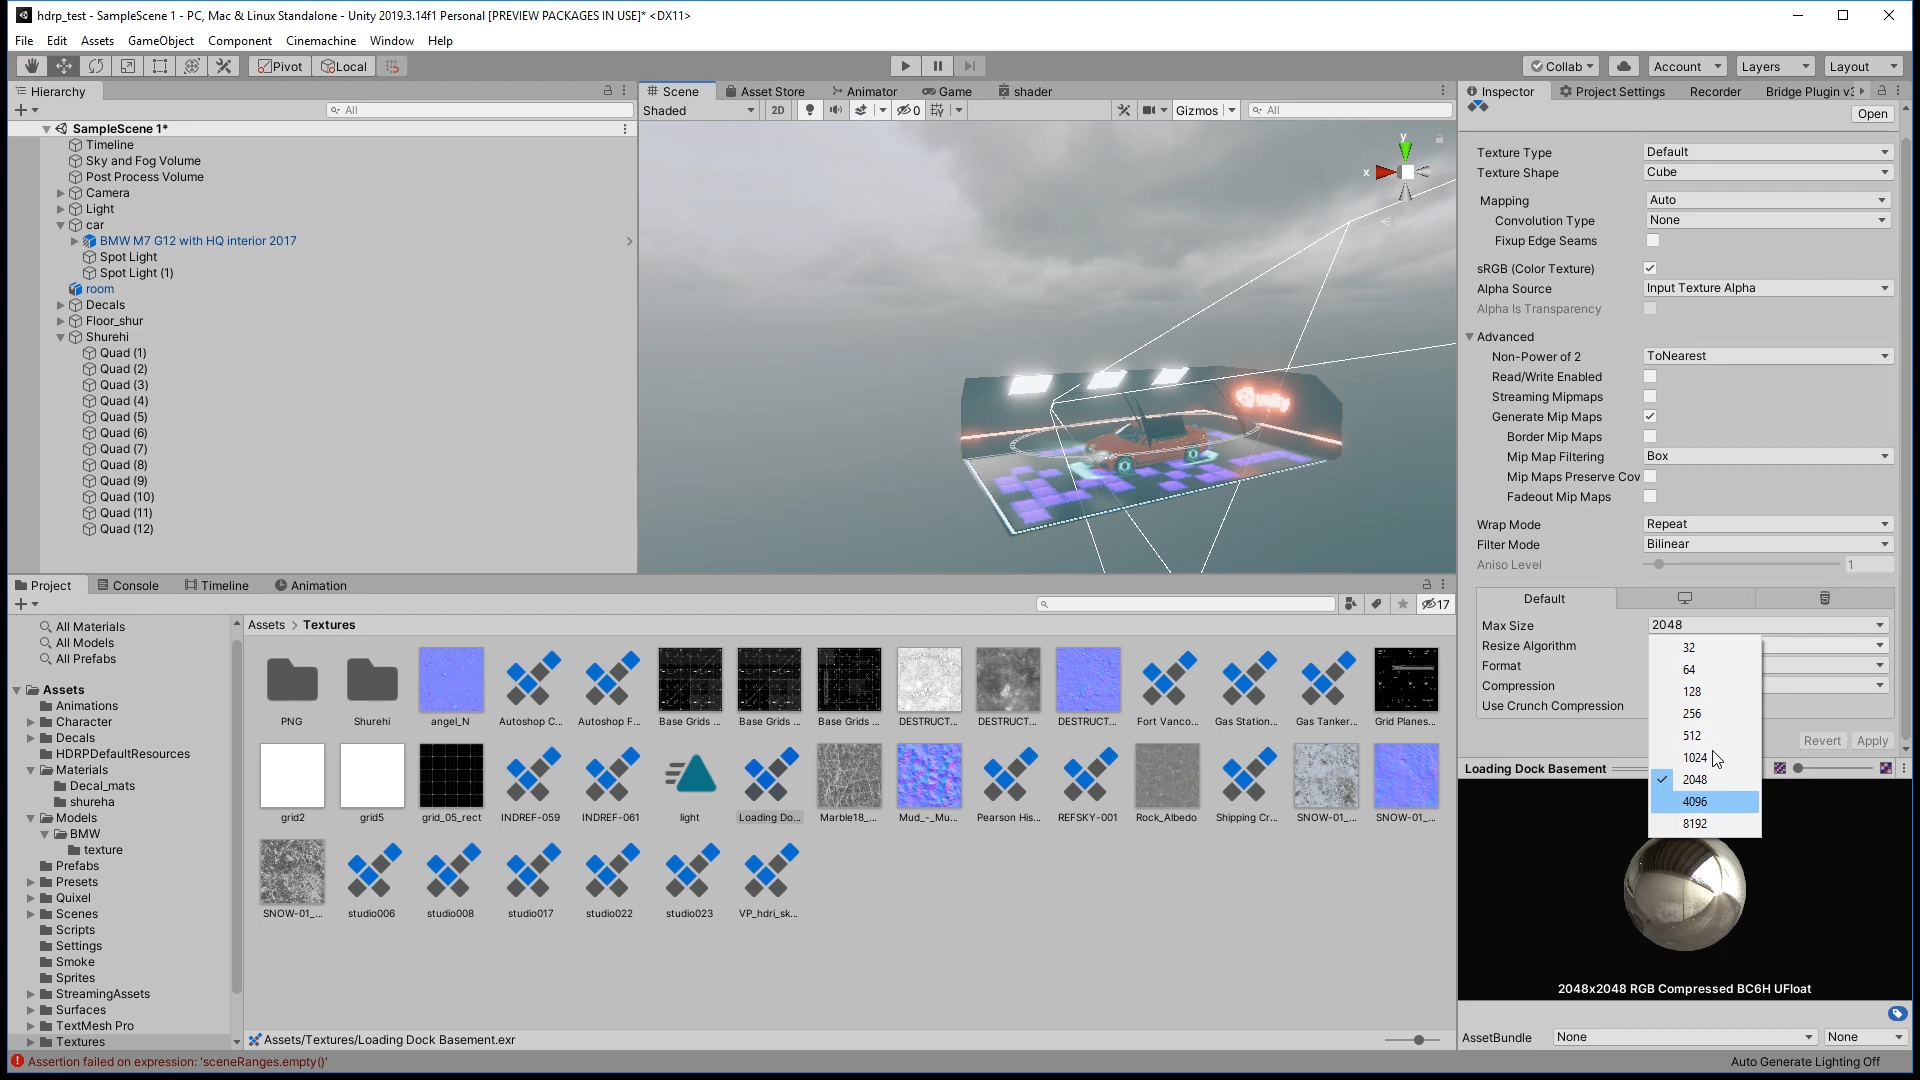 hdrp_test - SampleScene 1 - PC, Mac & Linux Standalone - Unity 2019.3.14f1 Personal [PREVIEW PACKAGES IN USE]* <DX11>
File Edit Assets GameObject Component Cinemachine Window Help
Pivot Local Collab Account Layers Layout
Hierarchy
All
SampleScene 1*
Timeline
Sky and Fog Volume
Post Process Volume
Camera
Light
car
BMW M7 G12 with HQ interior 2017
Spot Light
Spot Light (1)
room
Decals
Floor_shur
Shurehi
Quad (1)
Quad (2)
Quad (3)
Quad (4)
Quad (5)
Quad (6)
Quad (7)
Quad (8)
Quad (9)
Quad (10)
Quad (11)
Quad (12)
Scene Asset Store Animator Game shader
Shaded 2D 0 Gizmos All
y
x
unity
Inspector Project Settings Recorder Bridge Plugin v3
Open
Texture Type Default
Texture Shape Cube
Mapping Auto
Convolution Type None
Fixup Edge Seams
sRGB (Color Texture)
Alpha Source Input Texture Alpha
Alpha Is Transparency
Advanced
Non-Power of 2 ToNearest
Read/Write Enabled
Streaming Mipmaps
Generate Mip Maps
Border Mip Maps
Mip Map Filtering Box
Mip Maps Preserve Cov
Fadeout Mip Maps
Wrap Mode Repeat
Filter Mode Bilinear
Aniso Level 1
Default
Max Size 2048
Resize Algorithm
Format
Compression
Use Crunch Compression
32
64
128
256
512
1024
2048
4096
8192
Revert Apply
Loading Dock Basement
2048x2048 RGB Compressed BC6H UFloat
AssetBundle None None
Project Console Timeline Animation
17
All Materials
All Models
All Prefabs
Assets
Animations
Character
Decals
HDRPDefaultResources
Materials
Decal_mats
shureha
Models
BMW
texture
Prefabs
Presets
Quixel
Scenes
Scripts
Settings
Smoke
Sprites
StreamingAssets
Surfaces
TextMesh Pro
Textures
Assets > Textures
PNG Shurehi angel_N Autoshop C... Autoshop F... Base Grids ... Base Grids ... Base Grids ... DESTRUCT... DESTRUCT... DESTRUCT... Fort Vanco... Gas Station... Gas Tanker... Grid Planes...
grid2 grid5 grid_05_rect INDREF-059 INDREF-061 light Loading Do... Marble18_... Mud_-_Mu... Pearson His... REFSKY-001 Rock_Albedo Shipping Cr... SNOW-01_... SNOW-01_...
SNOW-01_... studio006 studio008 studio017 studio022 studio023 VP_hdri_sk...
Assets/Textures/Loading Dock Basement.exr
Assertion failed on expression: 'sceneRanges.empty()'
Auto Generate Lighting Off